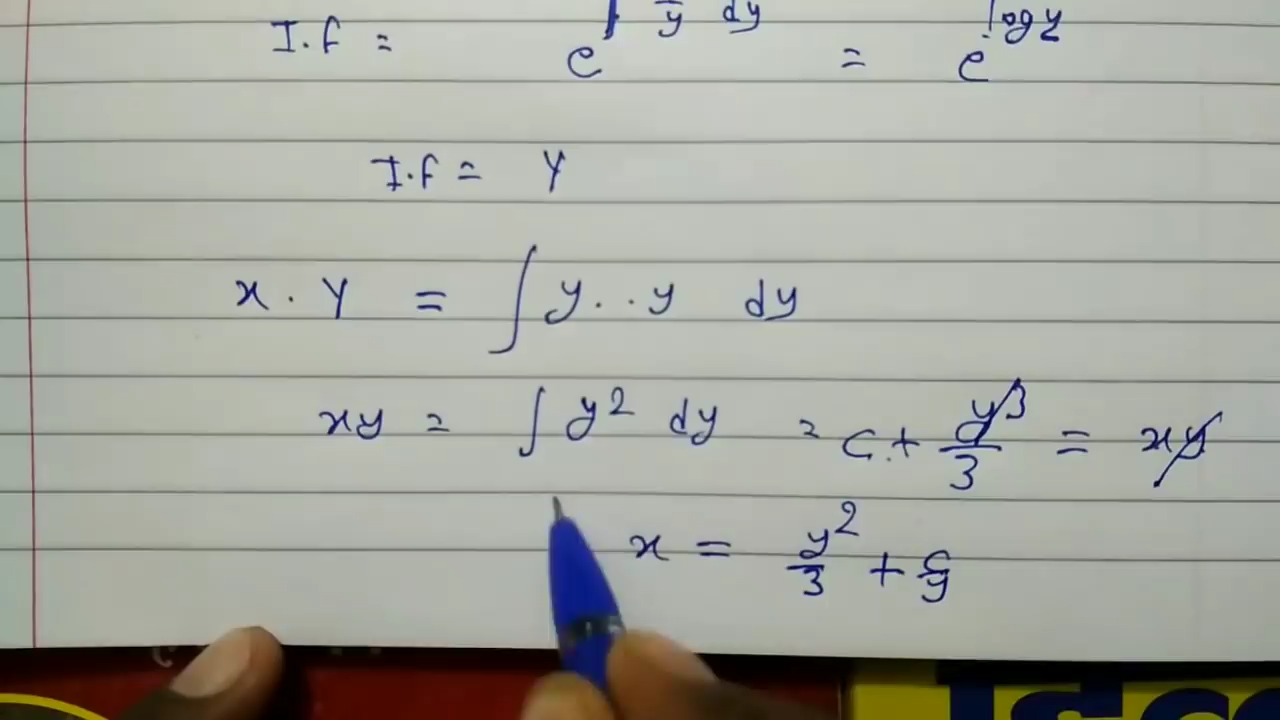 I.f = e^∫ 1/y dy = e^log y
I.f = y
x . y = ∫ y . . y dy
xy = ∫ y² dy = c + y³/3 = xy
x = y²/3 + c/y